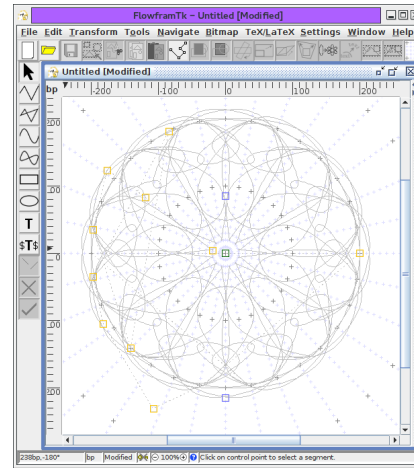 FlowframTk – Untitled [Modified]
File Edit Transform Tools Navigate Bitmap TeX/LaTeX Settings Window Help
Untitled [Modified]
bp -200 -100 0 100 200
200
100
0
100
200
T
$T$
238bp,-180° bp Modified 100% Click on control point to select a segment.